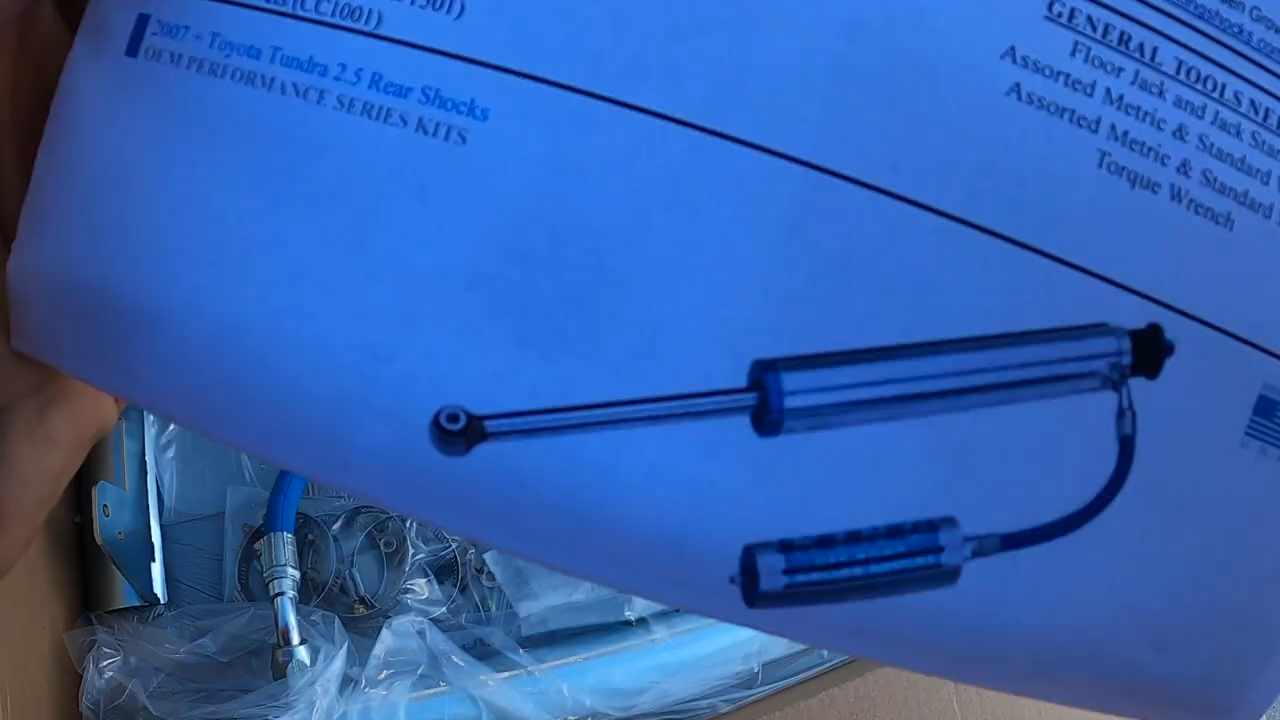 (CC1001)
2007 + Toyota Tundra 2.5 Rear Shocks
OEM PERFORMANCE SERIES KITS
GENERAL TOOLS
Floor Jack and Jack
Assorted Metric & Standard
Assorted Metric & Standard
Torque Wrench